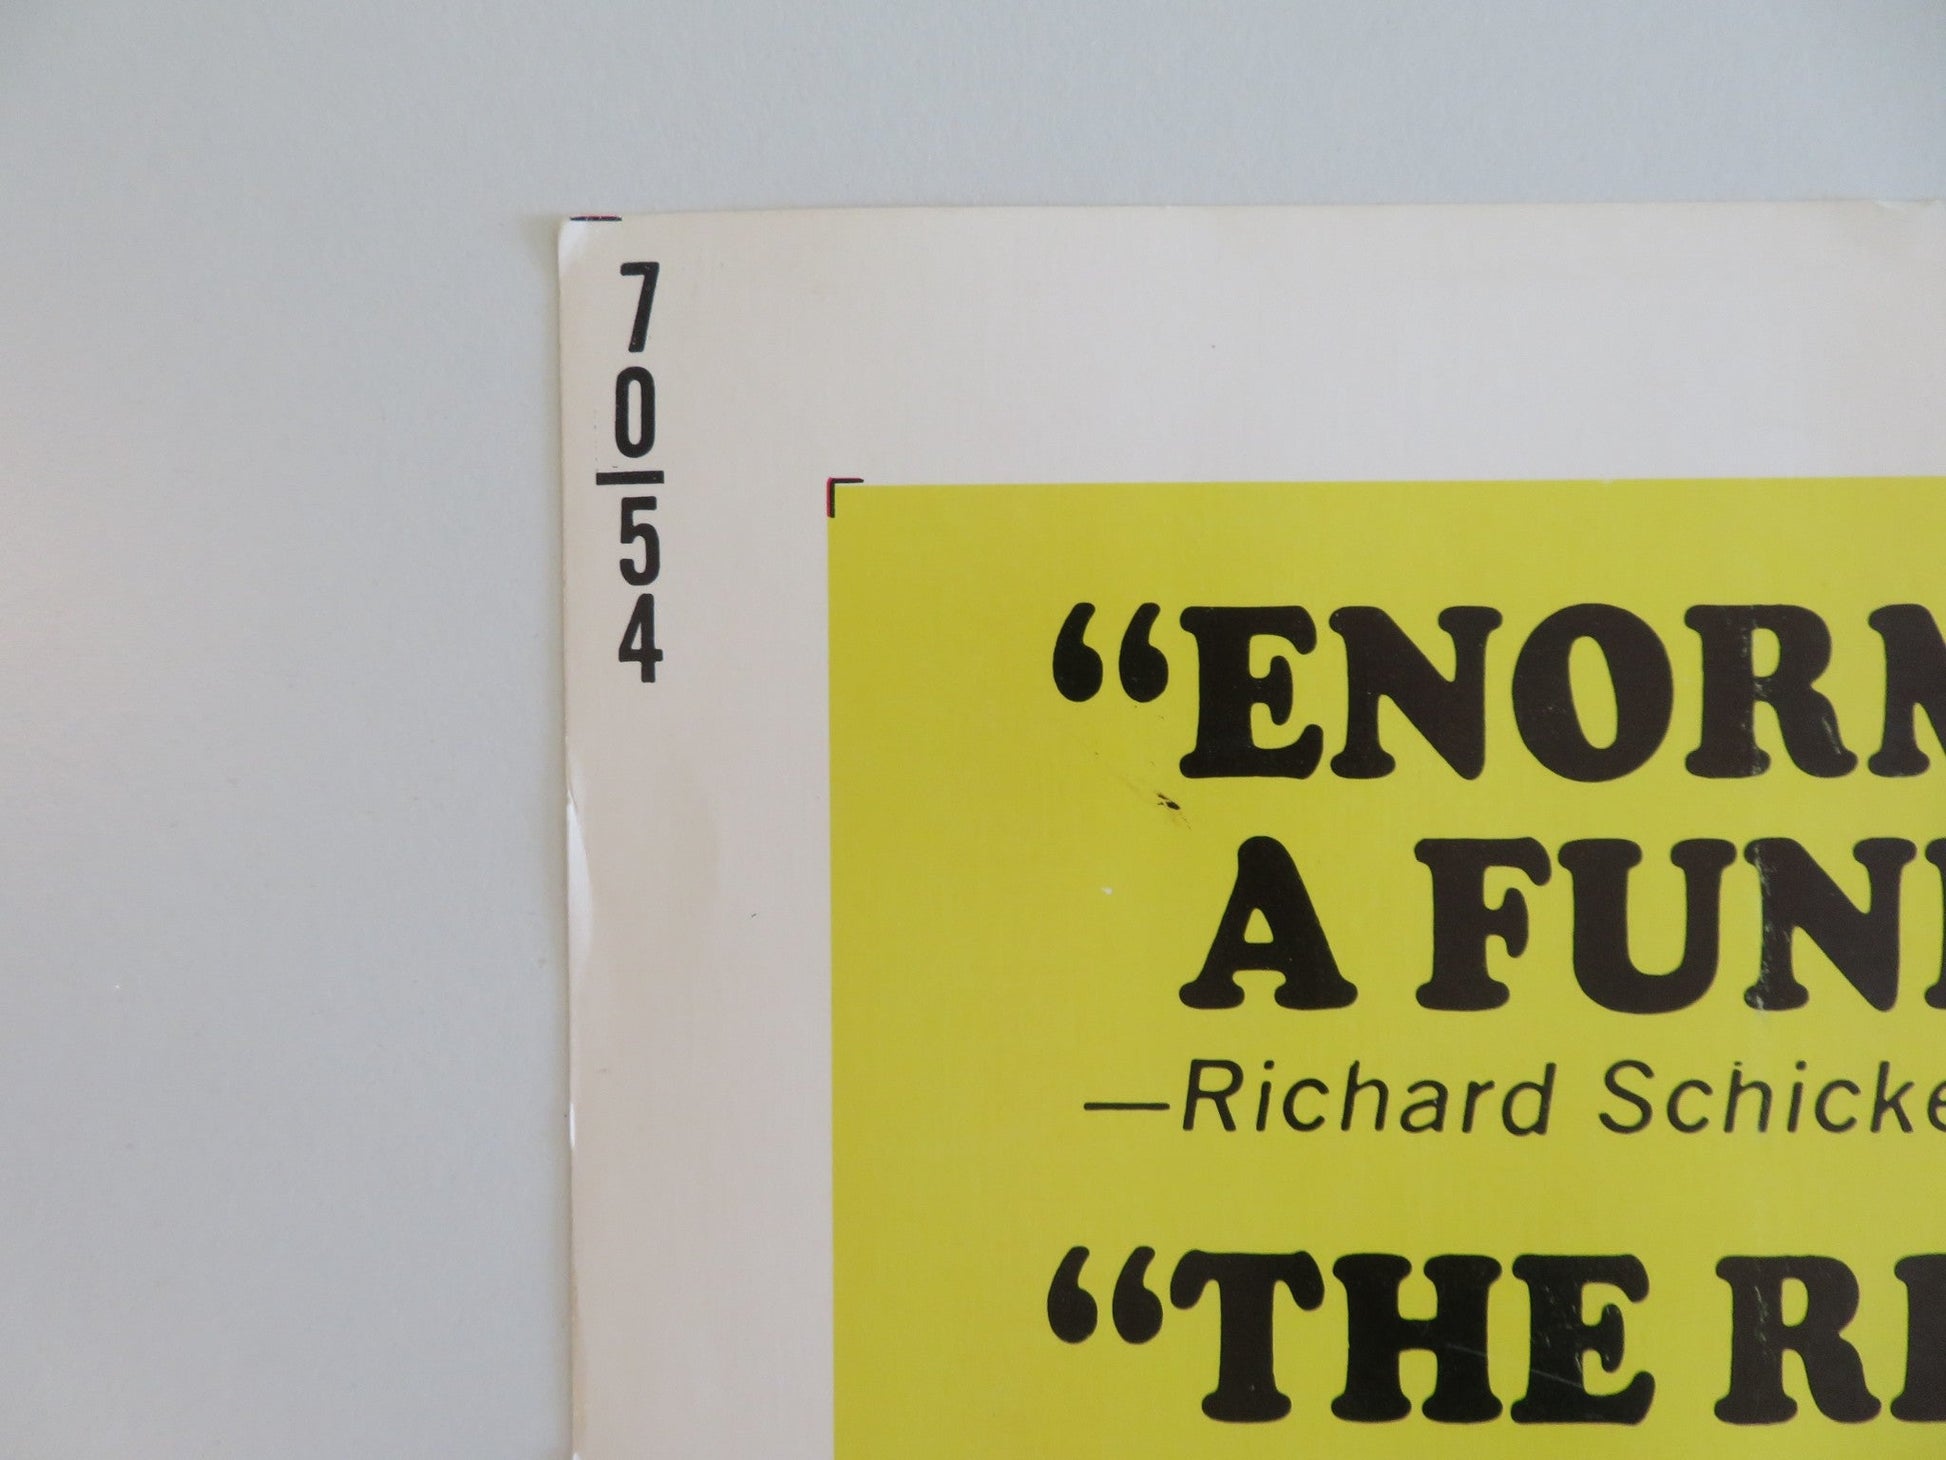 70
54
“ENORM
A FUN
—Richard Schicke
“THE R